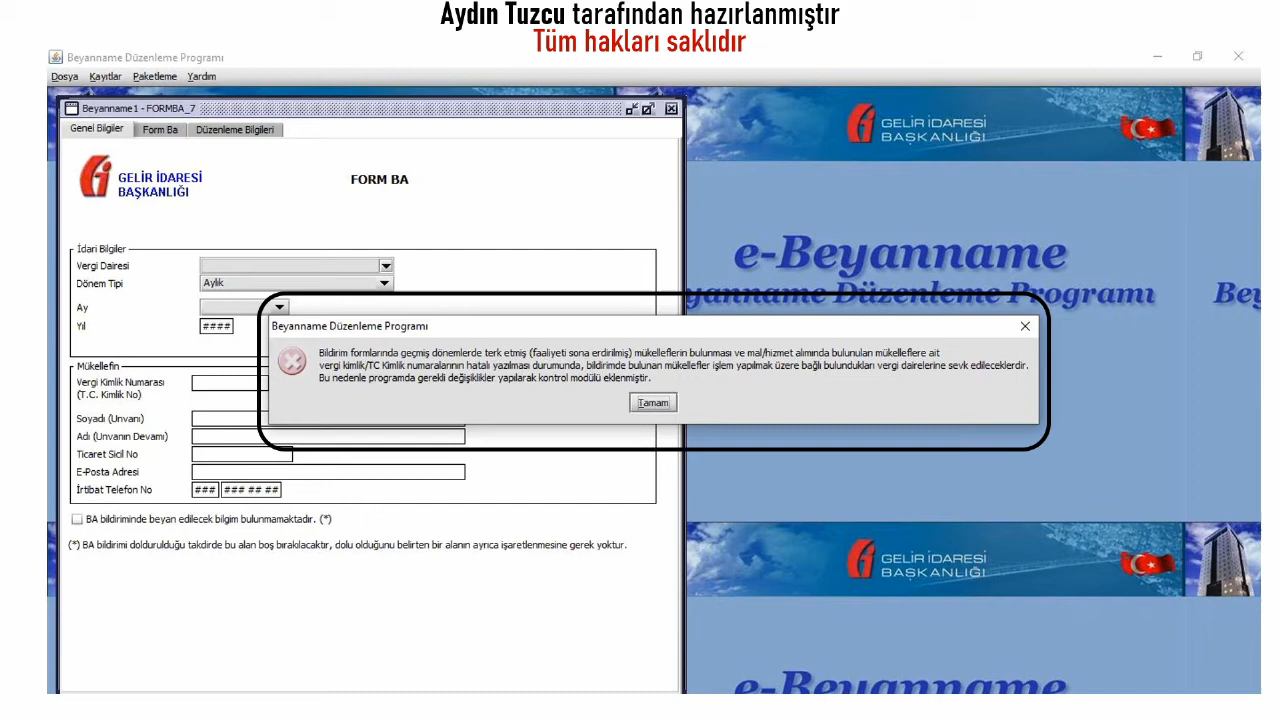 Aydın Tuzcu tarafından hazırlanmıştır
Tüm hakları saklıdır
Beyanname Düzenleme Programı
Dosya Kayıtlar Paketleme Yardım
Beyanname1 - FORMBA_7
Genel Bilgiler Form Ba Düzenleme Bilgileri
GELİR İDARESİ
BAŞKANLIĞI
FORM BA
GELİR İDARESİ
BAŞKANLIĞI
e-Beyanname
yanname Düzenleme Programı
Bey
İdari Bilgiler
Vergi Dairesi
Dönem Tipi Aylık
Ay
Yıl ####
Beyanname Düzenleme Programı
Bildirim formlarında geçmiş dönemlerde terk etmiş (faaliyeti sona erdirilmiş) mükelleflerin bulunması ve mal/hizmet alımında bulunulan mükelleflere ait
vergi kimlik/TC Kimlik numaralarının hatalı yazılması durumunda, bildirimde bulunan mükellefler işlem yapılmak üzere bağlı bulundukları vergi dairelerine sevk edileceklerdir.
Bu nedenle programda gerekli değişiklikler yapılarak kontrol modülü eklenmiştir.
Tamam
Mükellefin
Vergi Kimlik Numarası
(T.C. Kimlik No)
Soyadı (Unvanı)
Adı (Unvanın Devamı)
Ticaret Sicil No
E-Posta Adresi
İrtibat Telefon No ### ### ## ##
BA bildiriminde beyan edilecek bilgim bulunmamaktadır. (*)
(*) BA bildirimi doldurulduğu takdirde bu alan boş bırakılacaktır, dolu olduğunu belirten bir alanın ayrıca işaretlenmesine gerek yoktur.
GELİR İDARESİ
BAŞKANLIĞI
e-Beyanname